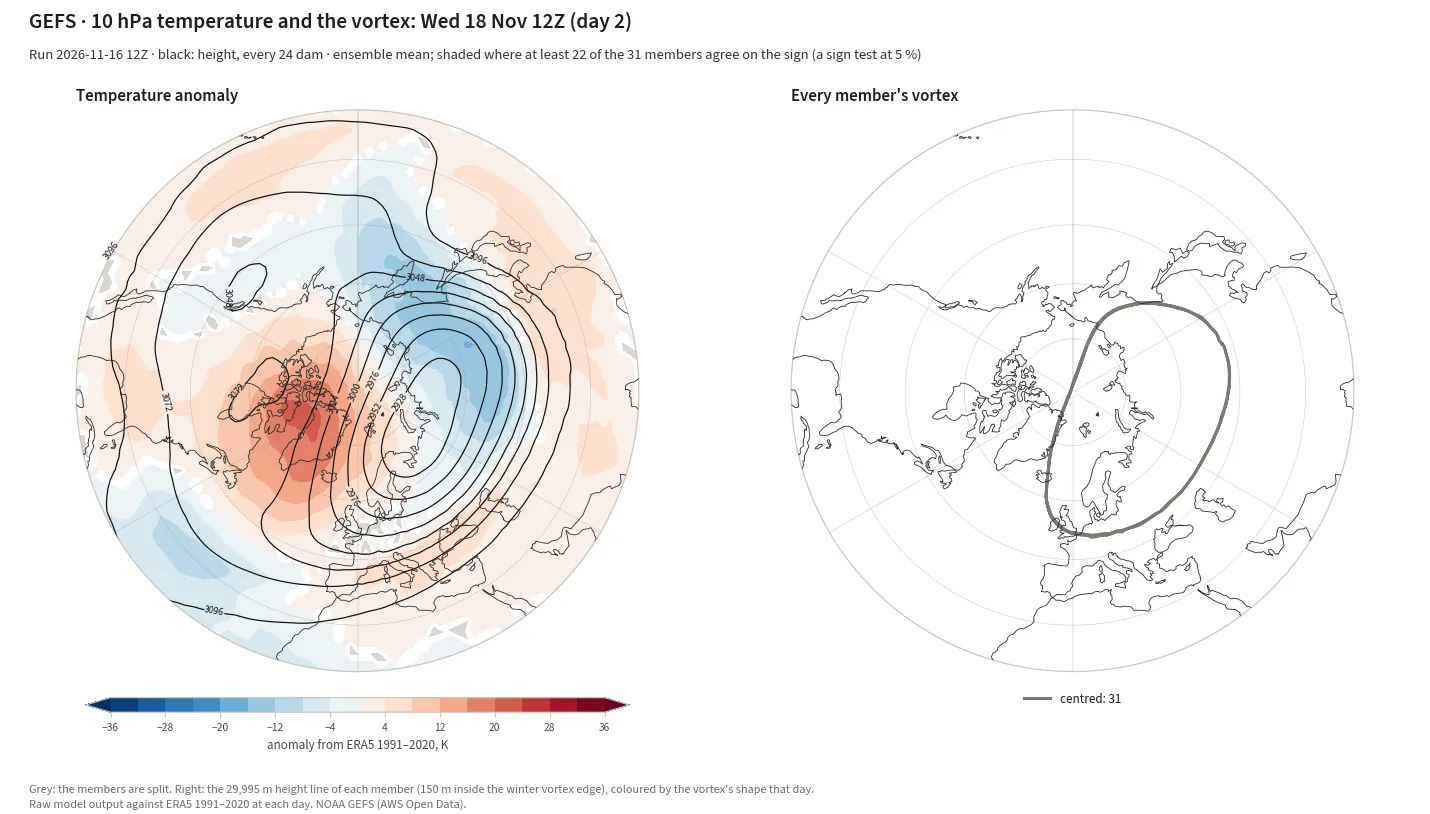 GEFS · 10 hPa temperature and the vortex: Wed 18 Nov 12Z (day 2)
Run 2026-11-16 12Z · black: height, every 24 dam · ensemble mean; shaded where at least 22 of the 31 members agree on the sign (a sign test at 5 %)
Temperature anomaly
Every member's vortex
3096
3096
3048
3072
3072
3000
2976
2952
2928
2976
3096
centred: 31
−36
−28
−20
−12
−4
4
12
20
28
36
anomaly from ERA5 1991–2020, K
Grey: the members are split. Right: the 29,995 m height line of each member (150 m inside the winter vortex edge), coloured by the vortex's shape that day.
Raw model output against ERA5 1991–2020 at each day. NOAA GEFS (AWS Open Data).